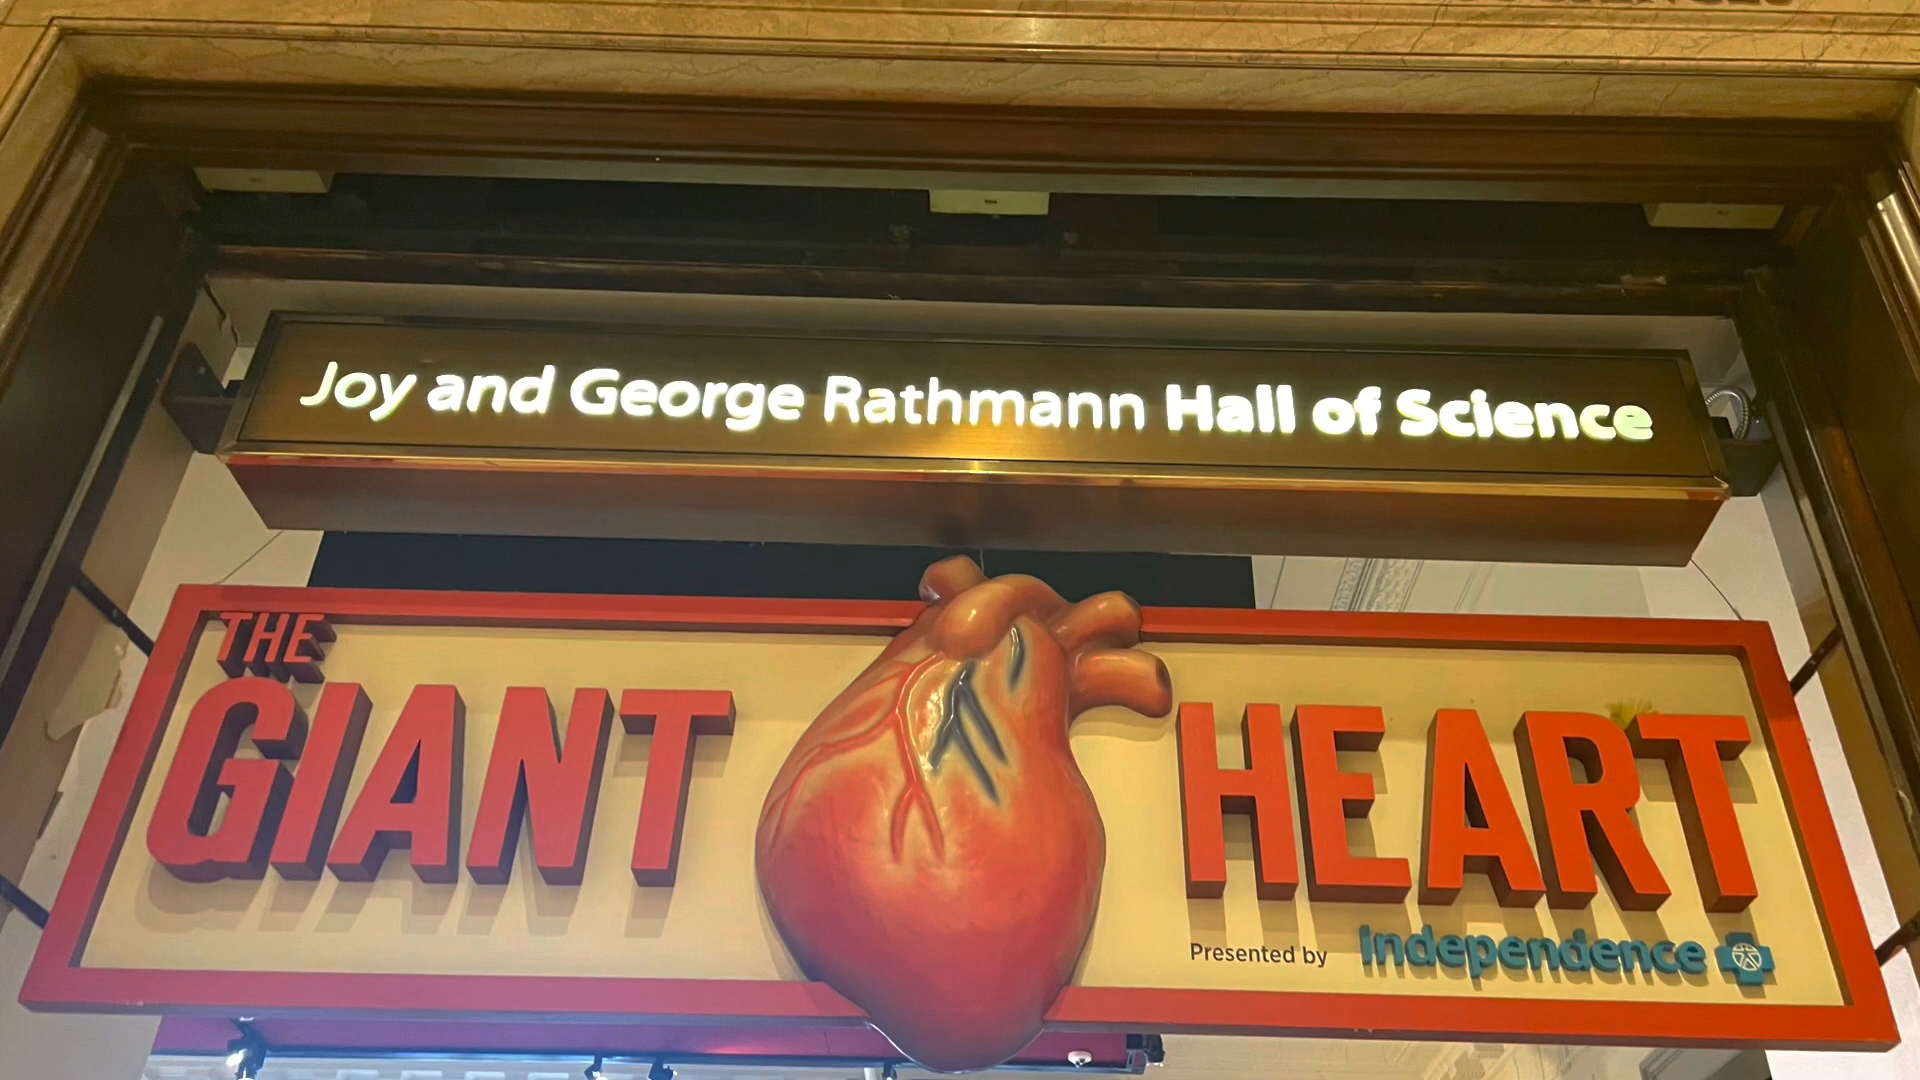 Joy and George Rathmann Hall of Science
THE
GIANT HEART
Presented by Independence